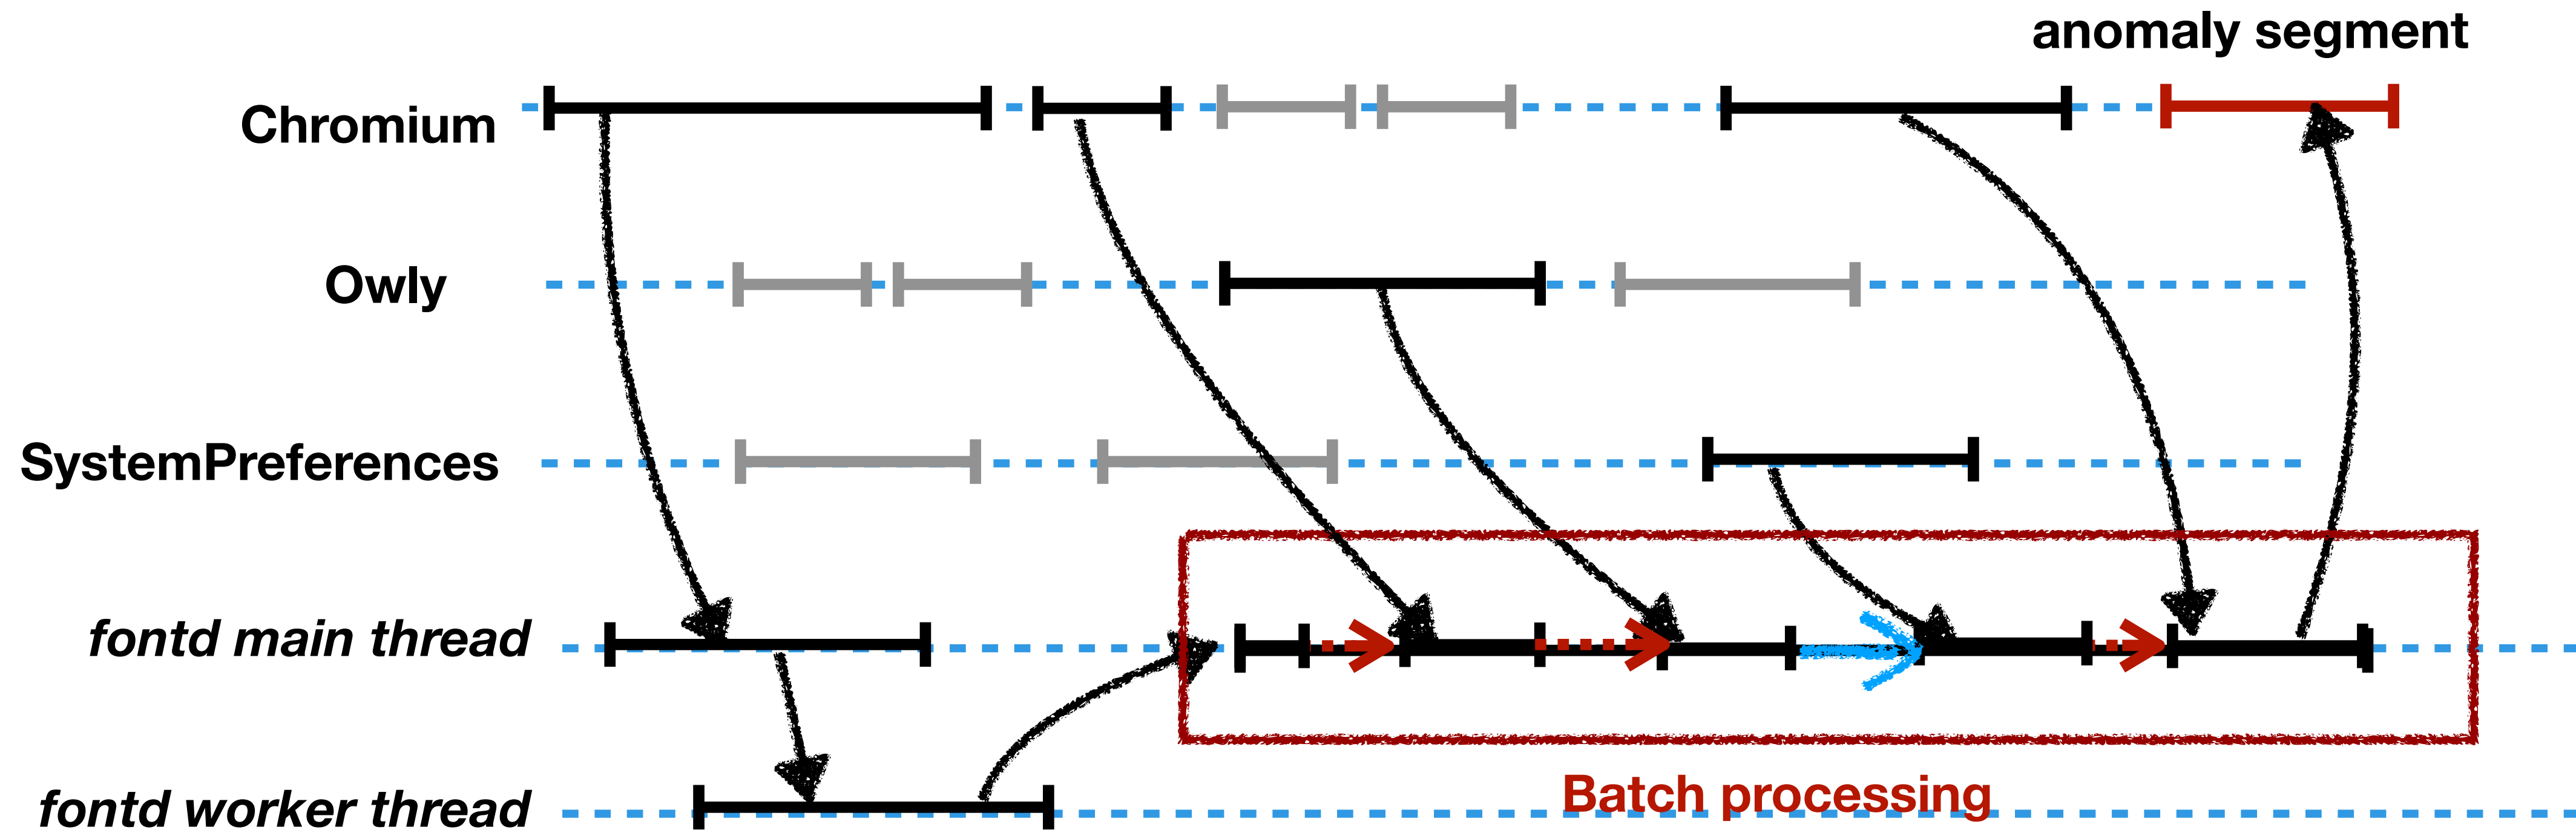 anomaly segment
Chromium
Owly
SystemPreferences
fontd main thread
Batch processing
fontd worker thread